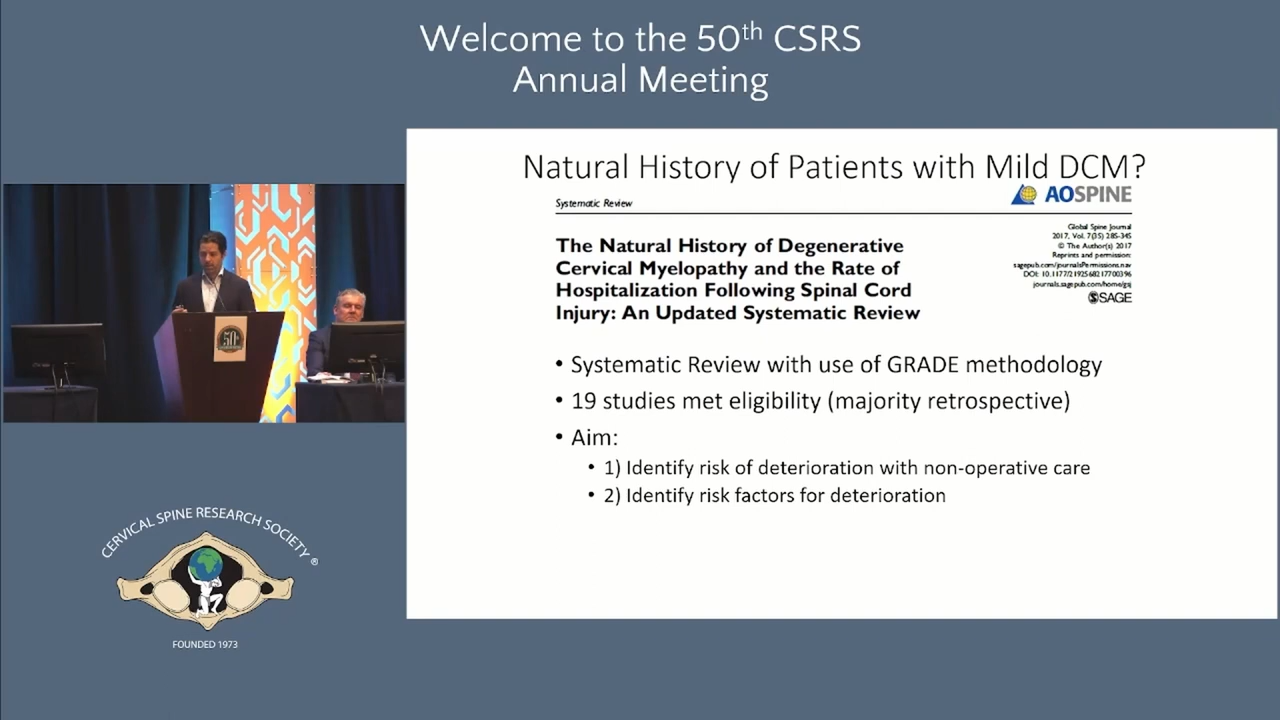 Welcome to the 50th CSRS
Annual Meeting
Natural History of Patients with Mild DCM?
Systematic Review
AOSPINE
Global Spine Journal
2017, Vol. 7(3S) 28S-34S
© The Author(s) 2017
Reprints and permission:
sagepub.com/journalsPermissions.nav
DOI: 10.1177/2192568217700396
journals.sagepub.com/home/gsj
SAGE
The Natural History of Degenerative
Cervical Myelopathy and the Rate of
Hospitalization Following Spinal Cord
Injury: An Updated Systematic Review
• Systematic Review with use of GRADE methodology
• 19 studies met eligibility (majority retrospective)
• Aim:
• 1) Identify risk of deterioration with non-operative care
• 2) Identify risk factors for deterioration
50
CERVICAL SPINE RESEARCH SOCIETY ®
FOUNDED 1973